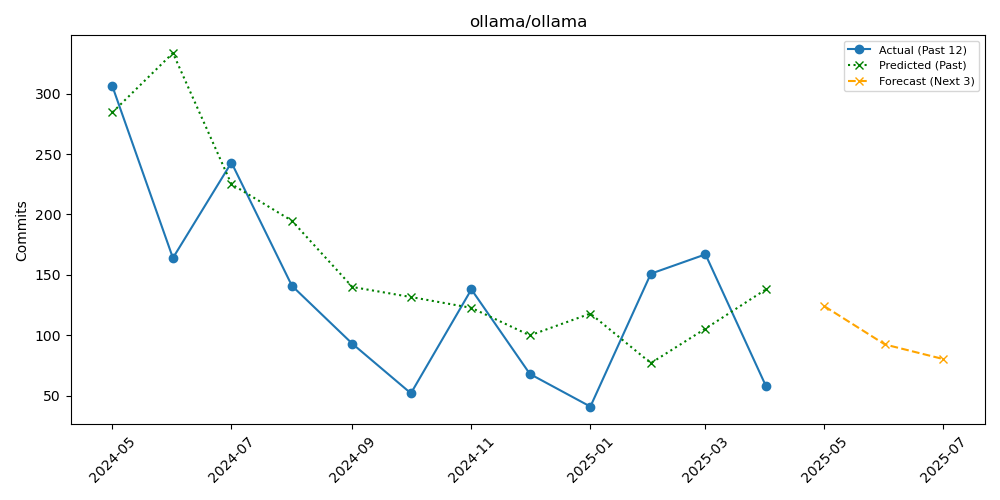 ollama/ollama
Actual (Past 12)
Predicted (Past)
Forecast (Next 3)
Commits
300
250
200
150
100
50
2024-05
2024-07
2024-09
2024-11
2025-01
2025-03
2025-05
2025-07